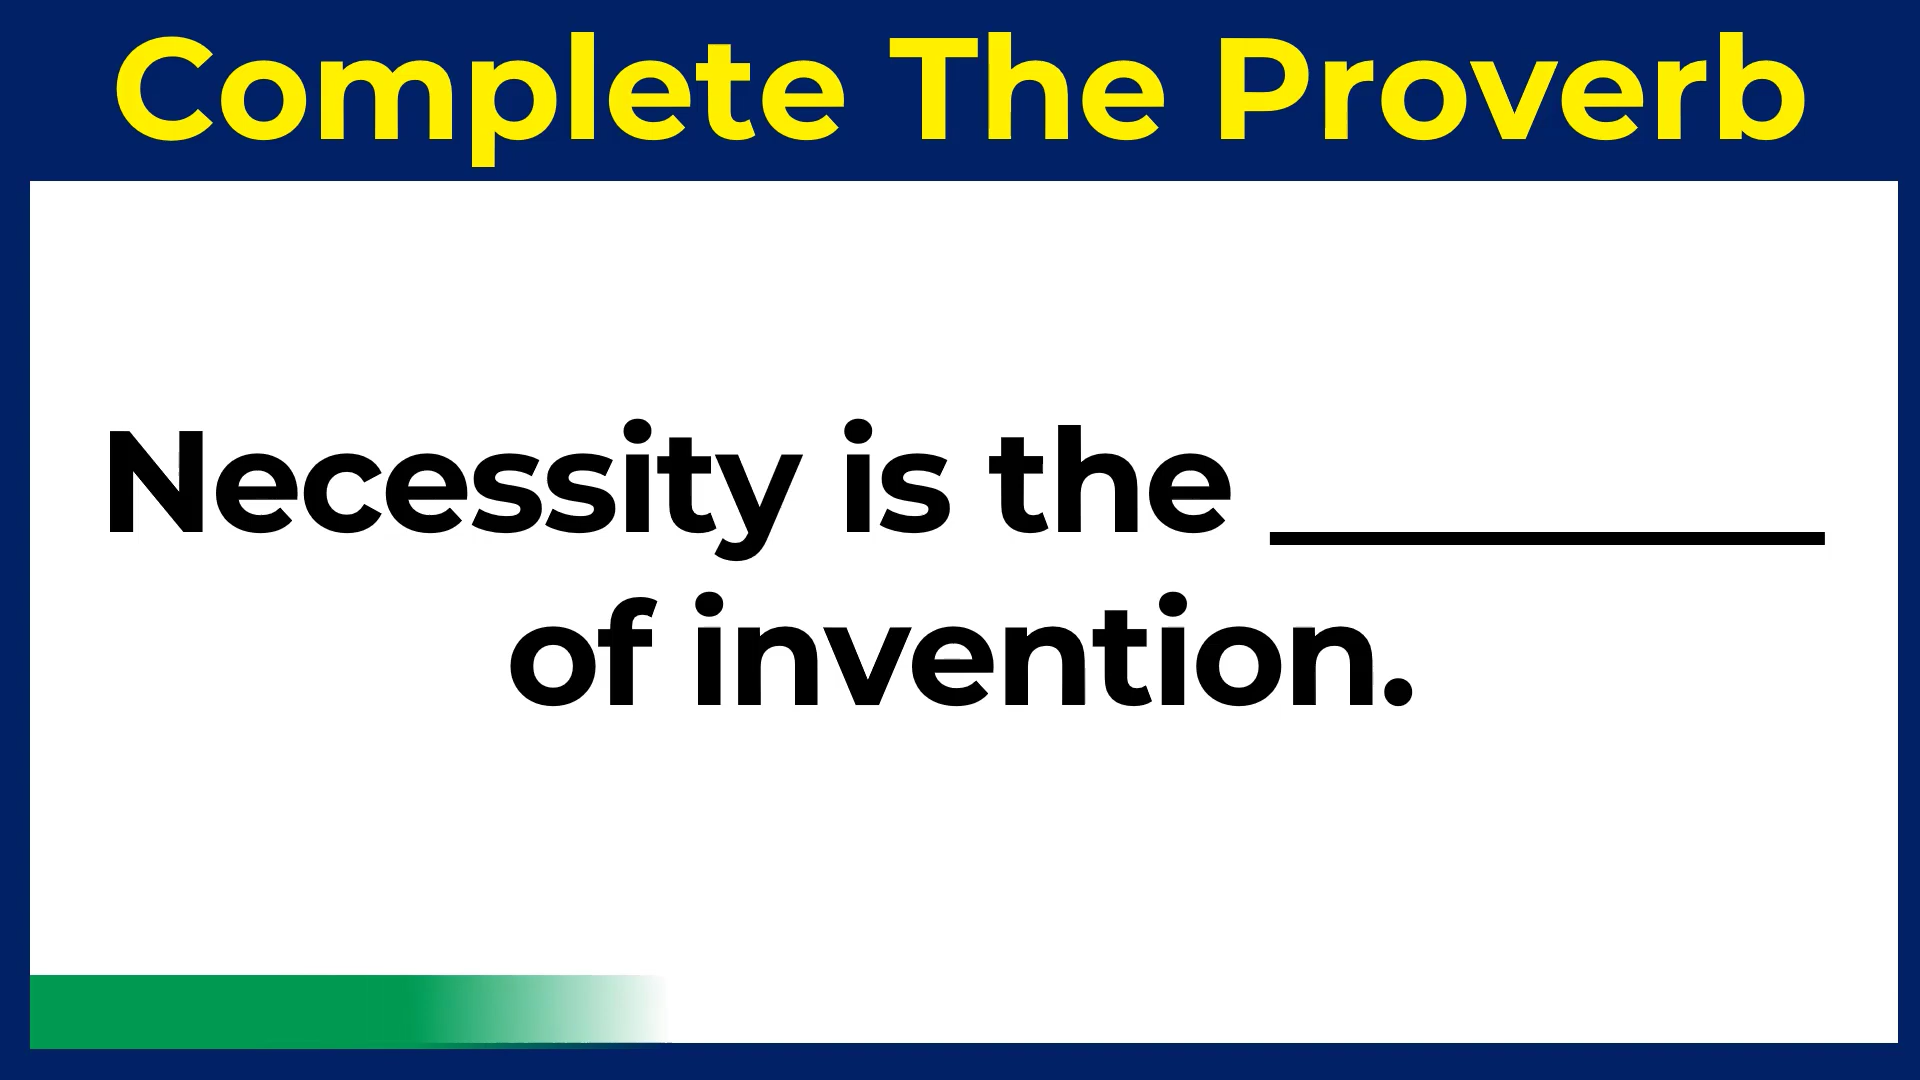 Complete The Proverb
Necessity is the ________
of invention.